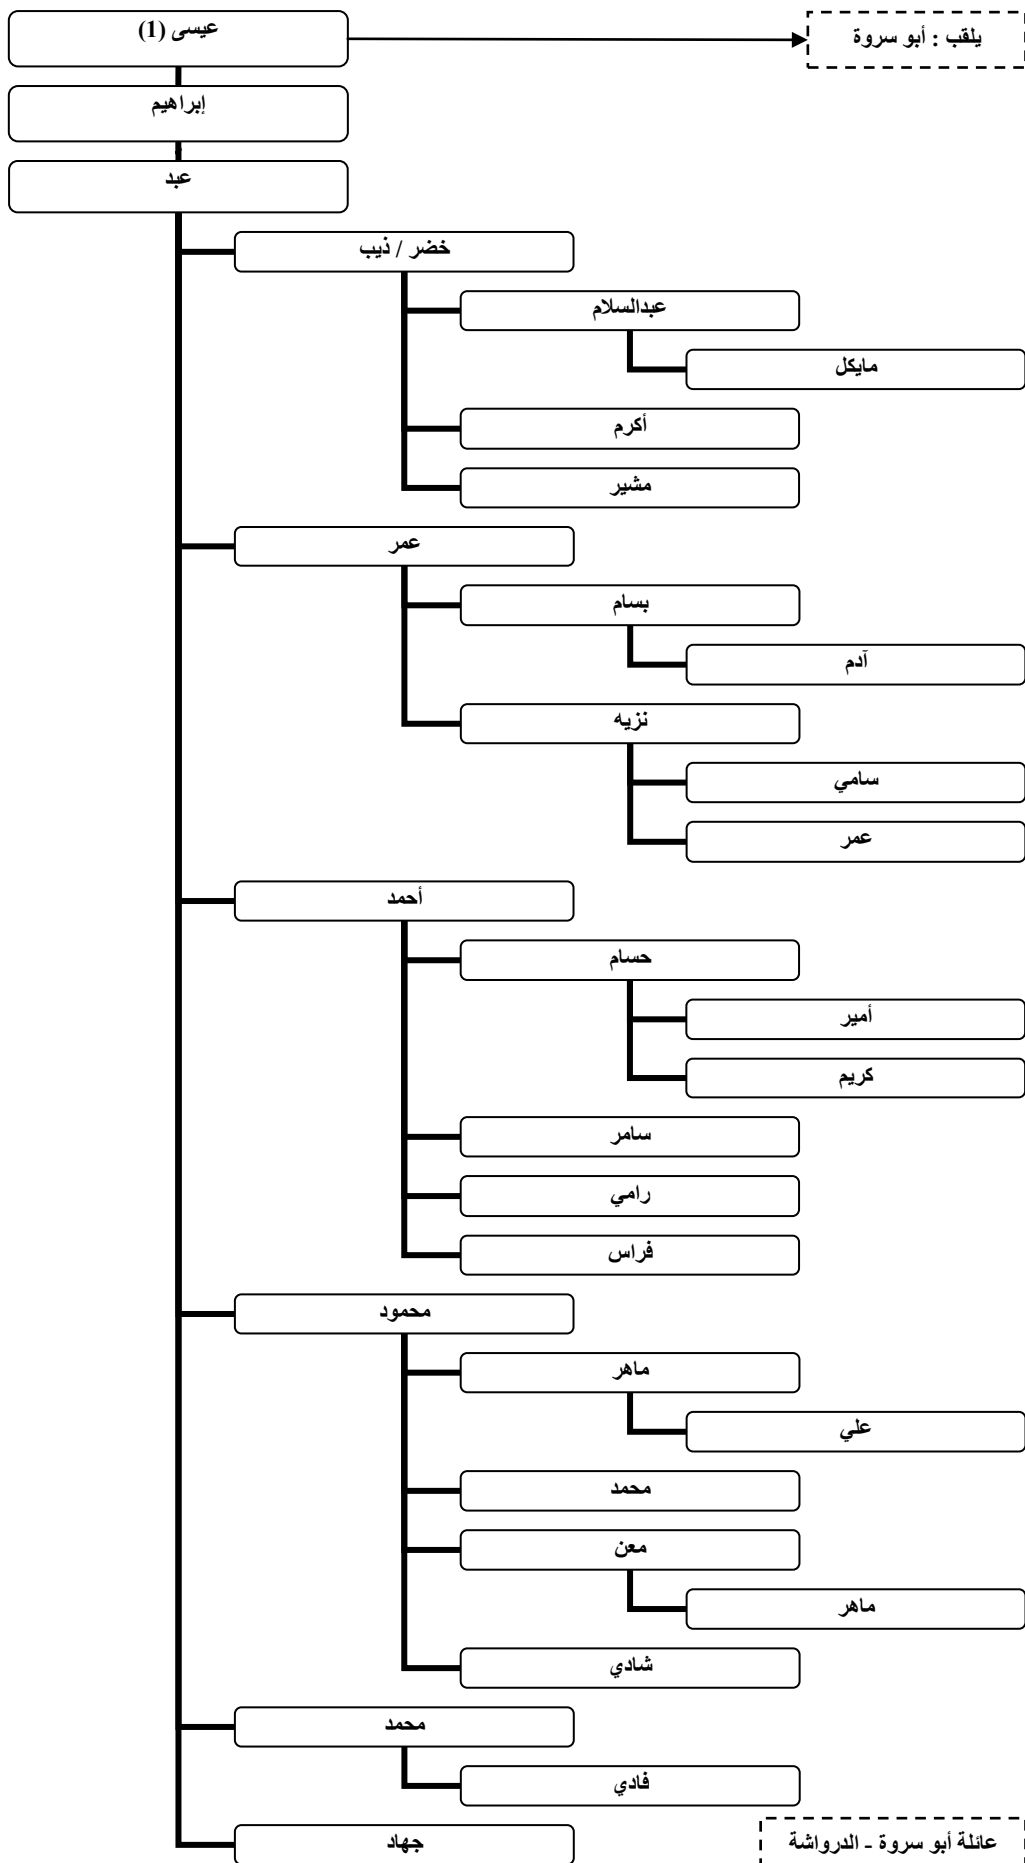 عيسى (1)
يلقب : أبو سروة
إبراهيم
عبد
خضر / ذيب
عبدالسلام
مايكل
أكرم
مشير
عمر
بسام
آدم
نزيه
سامي
عمر
أحمد
حسام
أمير
كريم
سامر
رامي
فراس
محمود
ماهر
علي
محمد
معن
ماهر
شادي
محمد
فادي
جهاد
عائلة أبو سروة - الدرواشة